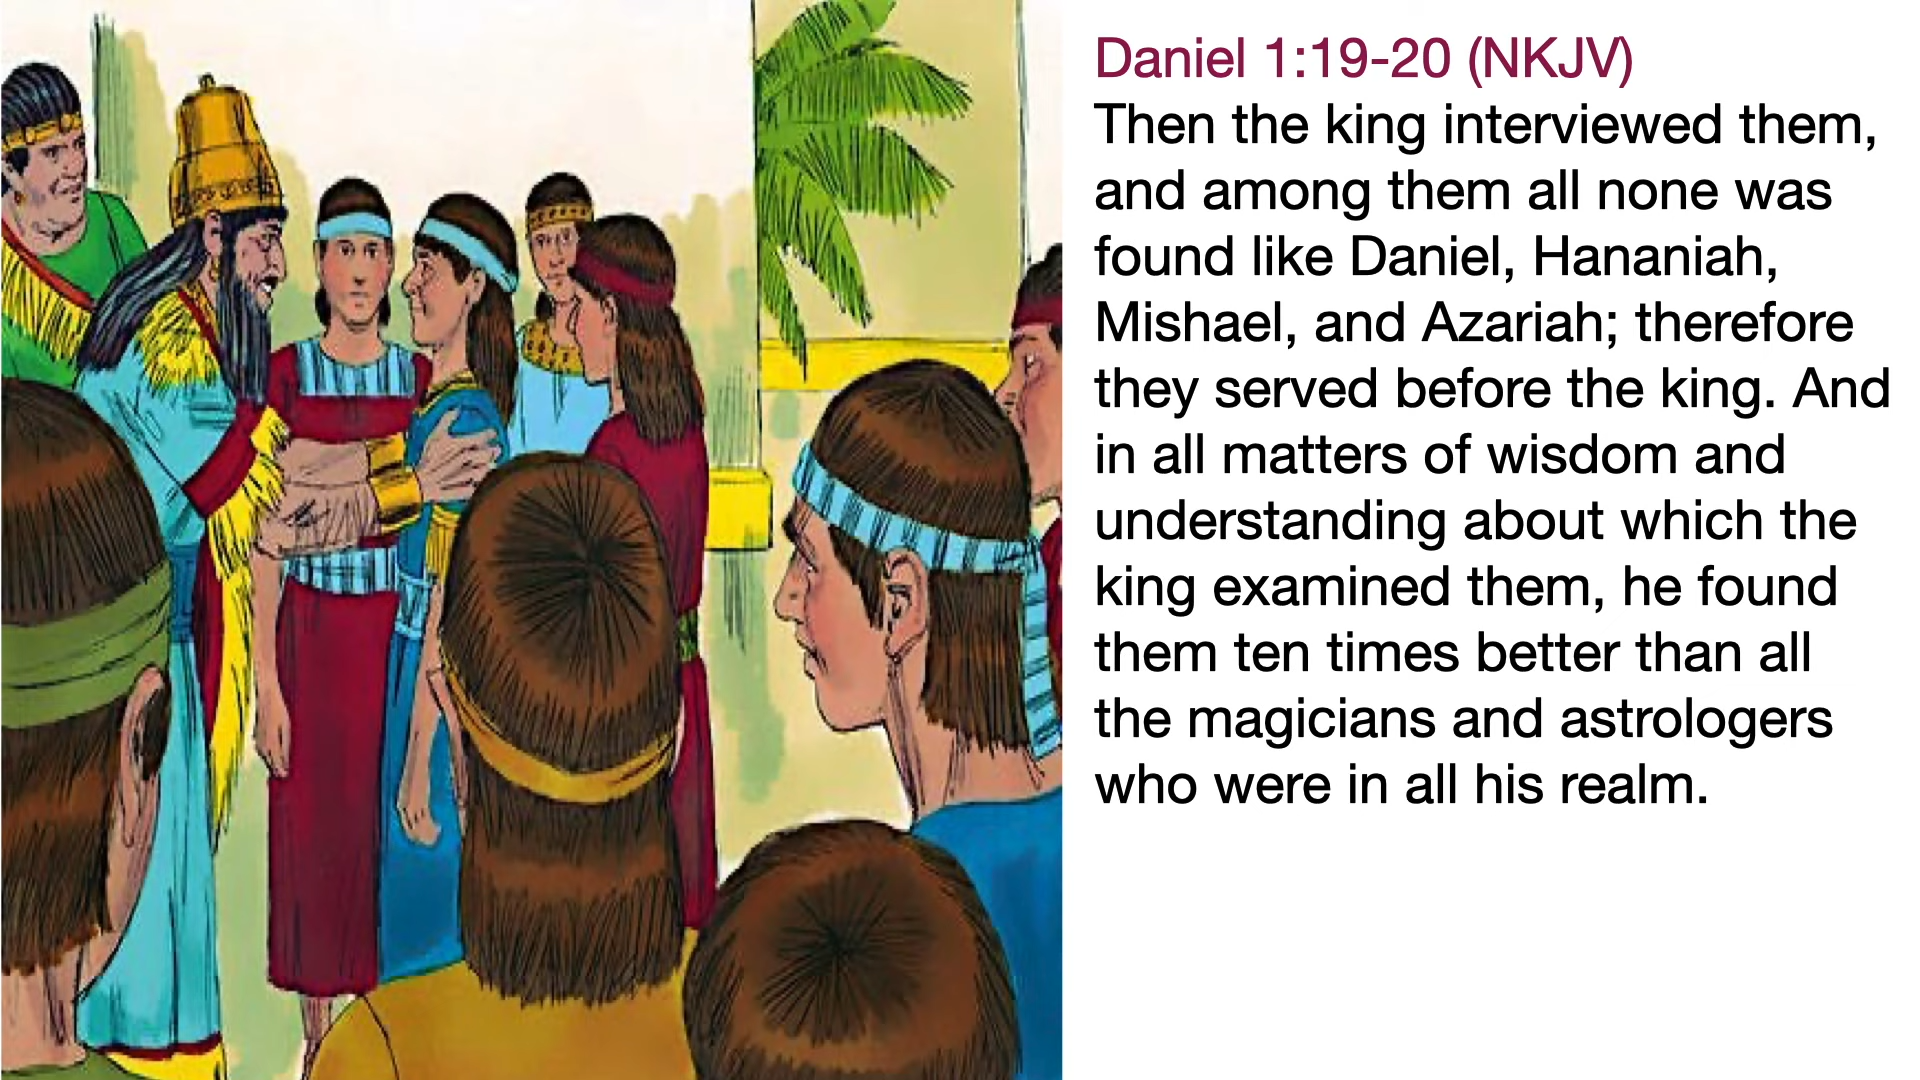 Daniel 1:19-20 (NKJV)
Then the king interviewed them,
and among them all none was
found like Daniel, Hananiah,
Mishael, and Azariah; therefore
they served before the king. And
in all matters of wisdom and
understanding about which the
king examined them, he found
them ten times better than all
the magicians and astrologers
who were in all his realm.